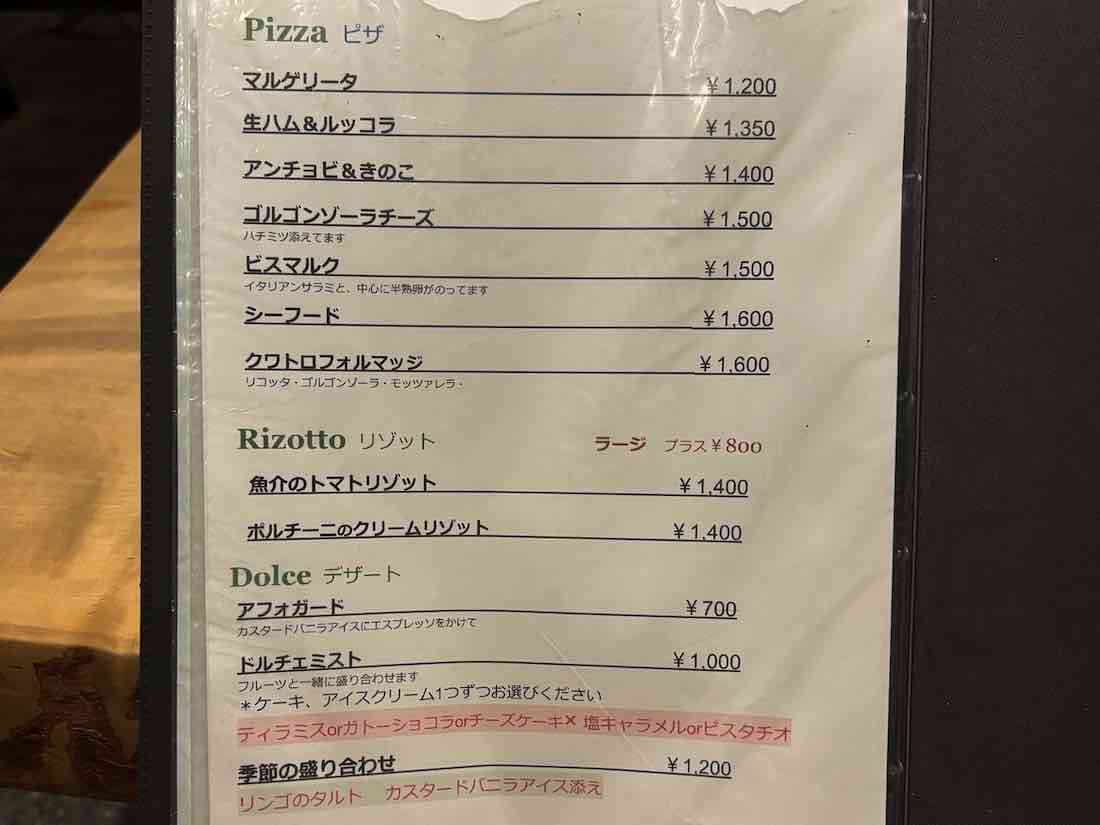 Pizza ピザ
マルゲリータ ¥1,200
生ハム＆ルッコラ ¥1,350
アンチョビ＆きのこ ¥1,400
ゴルゴンゾーラチーズ ¥1,500
ハチミツ添えてます
ビスマルク ¥1,500
イタリアンサラミと、中心に半熟卵がのってます
シーフード ¥1,600
クワトロフォルマッジ ¥1,600
リコッタ・ゴルゴンゾーラ・モッツァレラ・
Rizotto リゾット ラージ プラス¥800
魚介のトマトリゾット ¥1,400
ポルチーニのクリームリゾット ¥1,400
Dolce デザート
アフォガード ¥700
カスタードバニラアイスにエスプレッソをかけて
ドルチェミスト ¥1,000
フルーツと一緒に盛り合わせます
＊ケーキ、アイスクリーム1つずつお選びください
ティラミスorガトーショコラorチーズケーキ× 塩キャラメルorピスタチオ
季節の盛り合わせ ¥1,200
リンゴのタルト カスタードバニラアイス添え